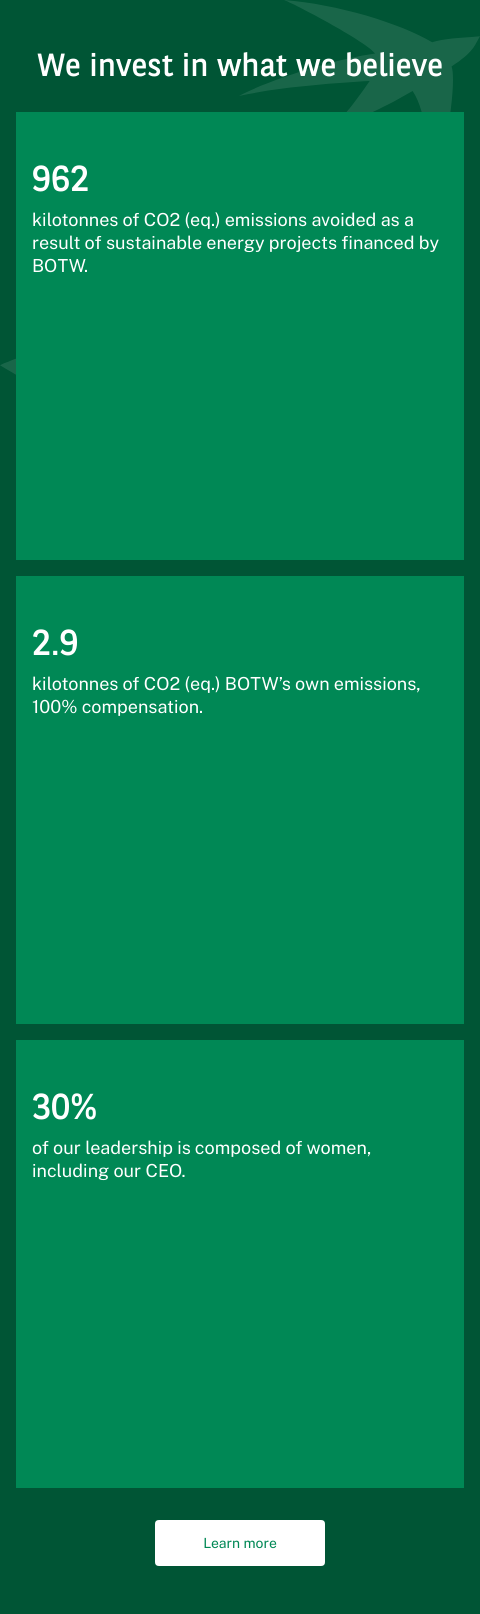 We invest in what we believe
962
kilotonnes of CO2 (eq.) emissions avoided as a
result of sustainable energy projects financed by
BOTW.
2.9
kilotonnes of CO2 (eq.) BOTW’s own emissions,
100% compensation.
30%
of our leadership is composed of women,
including our CEO.
Learn more